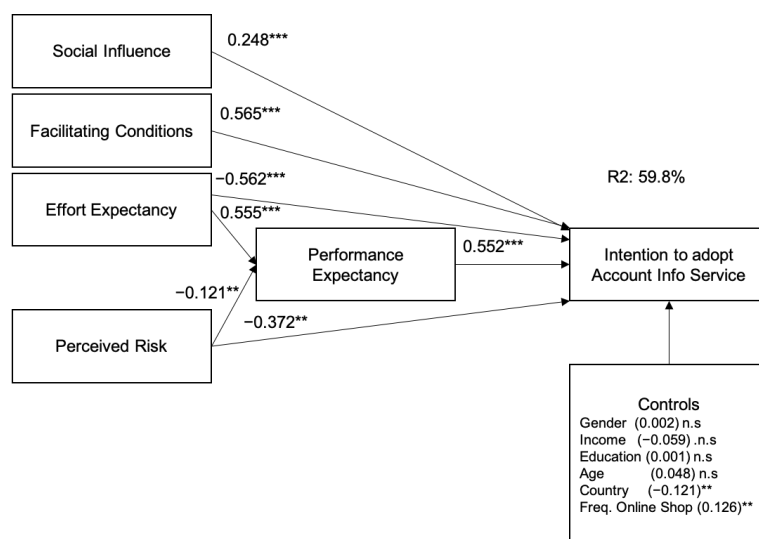 Social Influence
0.248***
Facilitating Conditions
0.565***
R2: 59.8%
Effort Expectancy
−0.562***
0.555***
Performance
Expectancy
0.552***
Intention to adopt
Account Info Service
−0.121**
Perceived Risk
−0.372**
Controls
Gender (0.002) n.s
Income (−0.059) .n.s
Education (0.001) n.s
Age (0.048) n.s
Country (−0.121)**
Freq. Online Shop (0.126)**